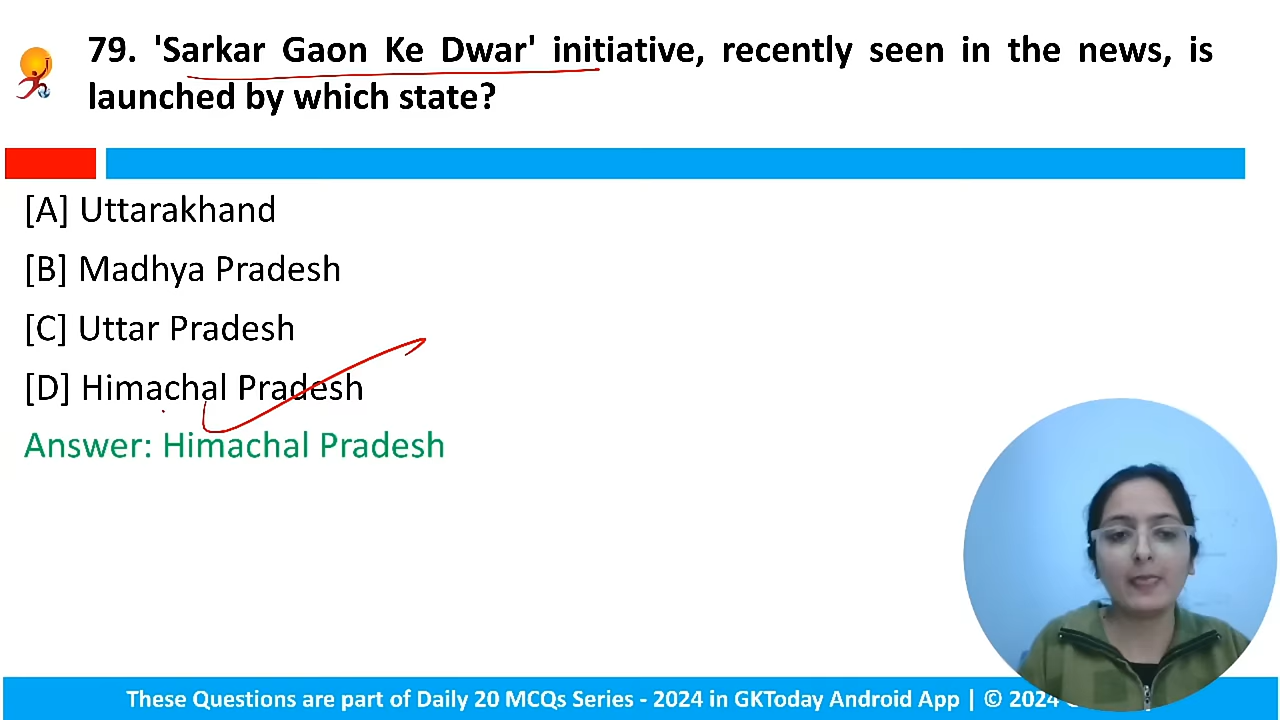 79. 'Sarkar Gaon Ke Dwar' initiative, recently seen in the news, is
launched by which state?
[A] Uttarakhand
[B] Madhya Pradesh
[C] Uttar Pradesh
[D] Himachal Pradesh
Answer: Himachal Pradesh
These Questions are part of Daily 20 MCQs Series - 2024 in GKToday Android App | © 2024